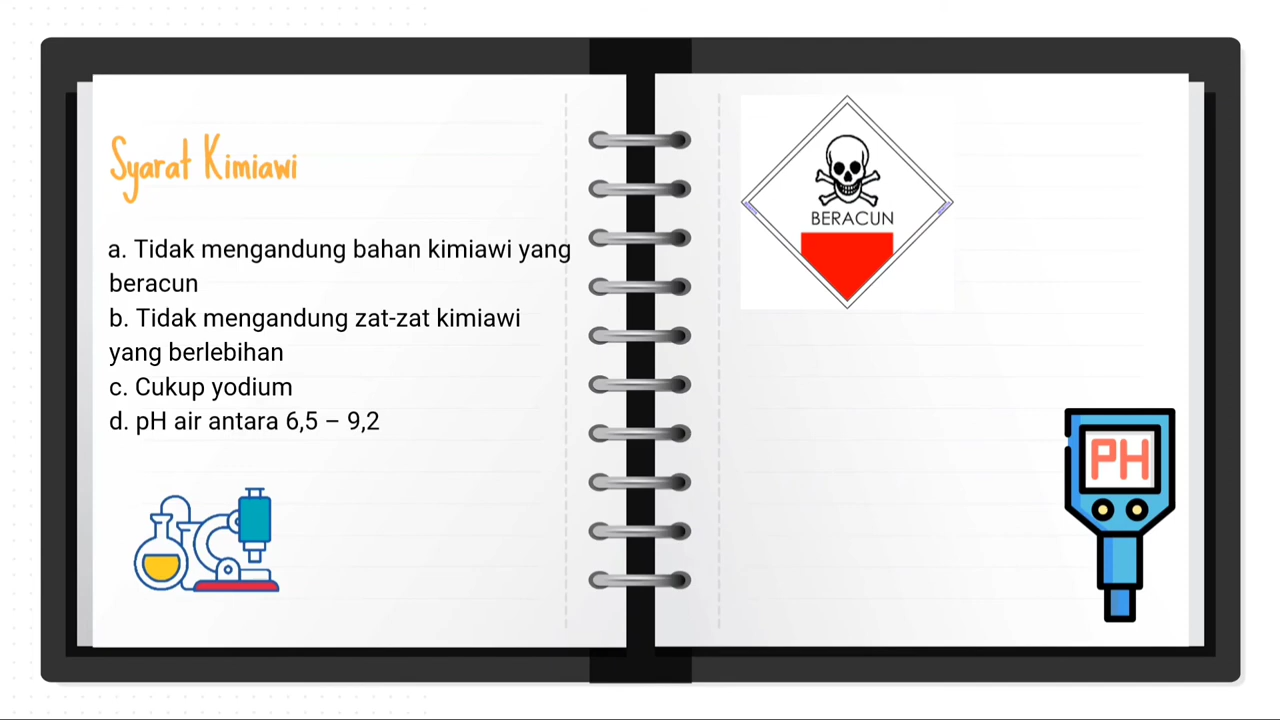 Syarat Kimiawi
a. Tidak mengandung bahan kimiawi yang
beracun
b. Tidak mengandung zat-zat kimiawi
yang berlebihan
c. Cukup yodium
d. pH air antara 6,5 – 9,2
BERACUN
PH